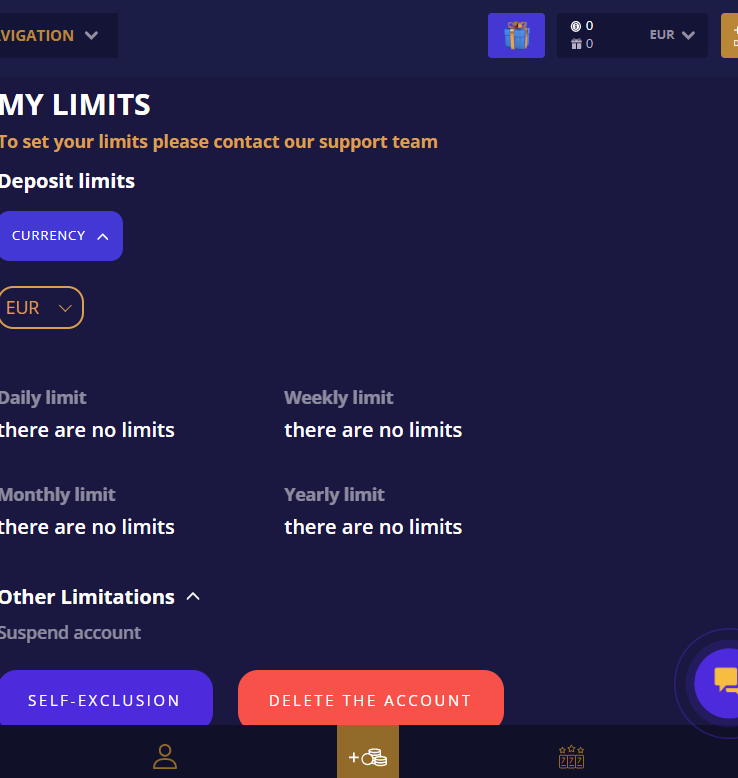 VIGATION
0
0
EUR
MY LIMITS
To set your limits please contact our support team
Deposit limits
CURRENCY
EUR
Daily limit
Weekly limit
there are no limits
there are no limits
Monthly limit
Yearly limit
there are no limits
there are no limits
Other Limitations
Suspend account
SELF-EXCLUSION
DELETE THE ACCOUNT
+
777